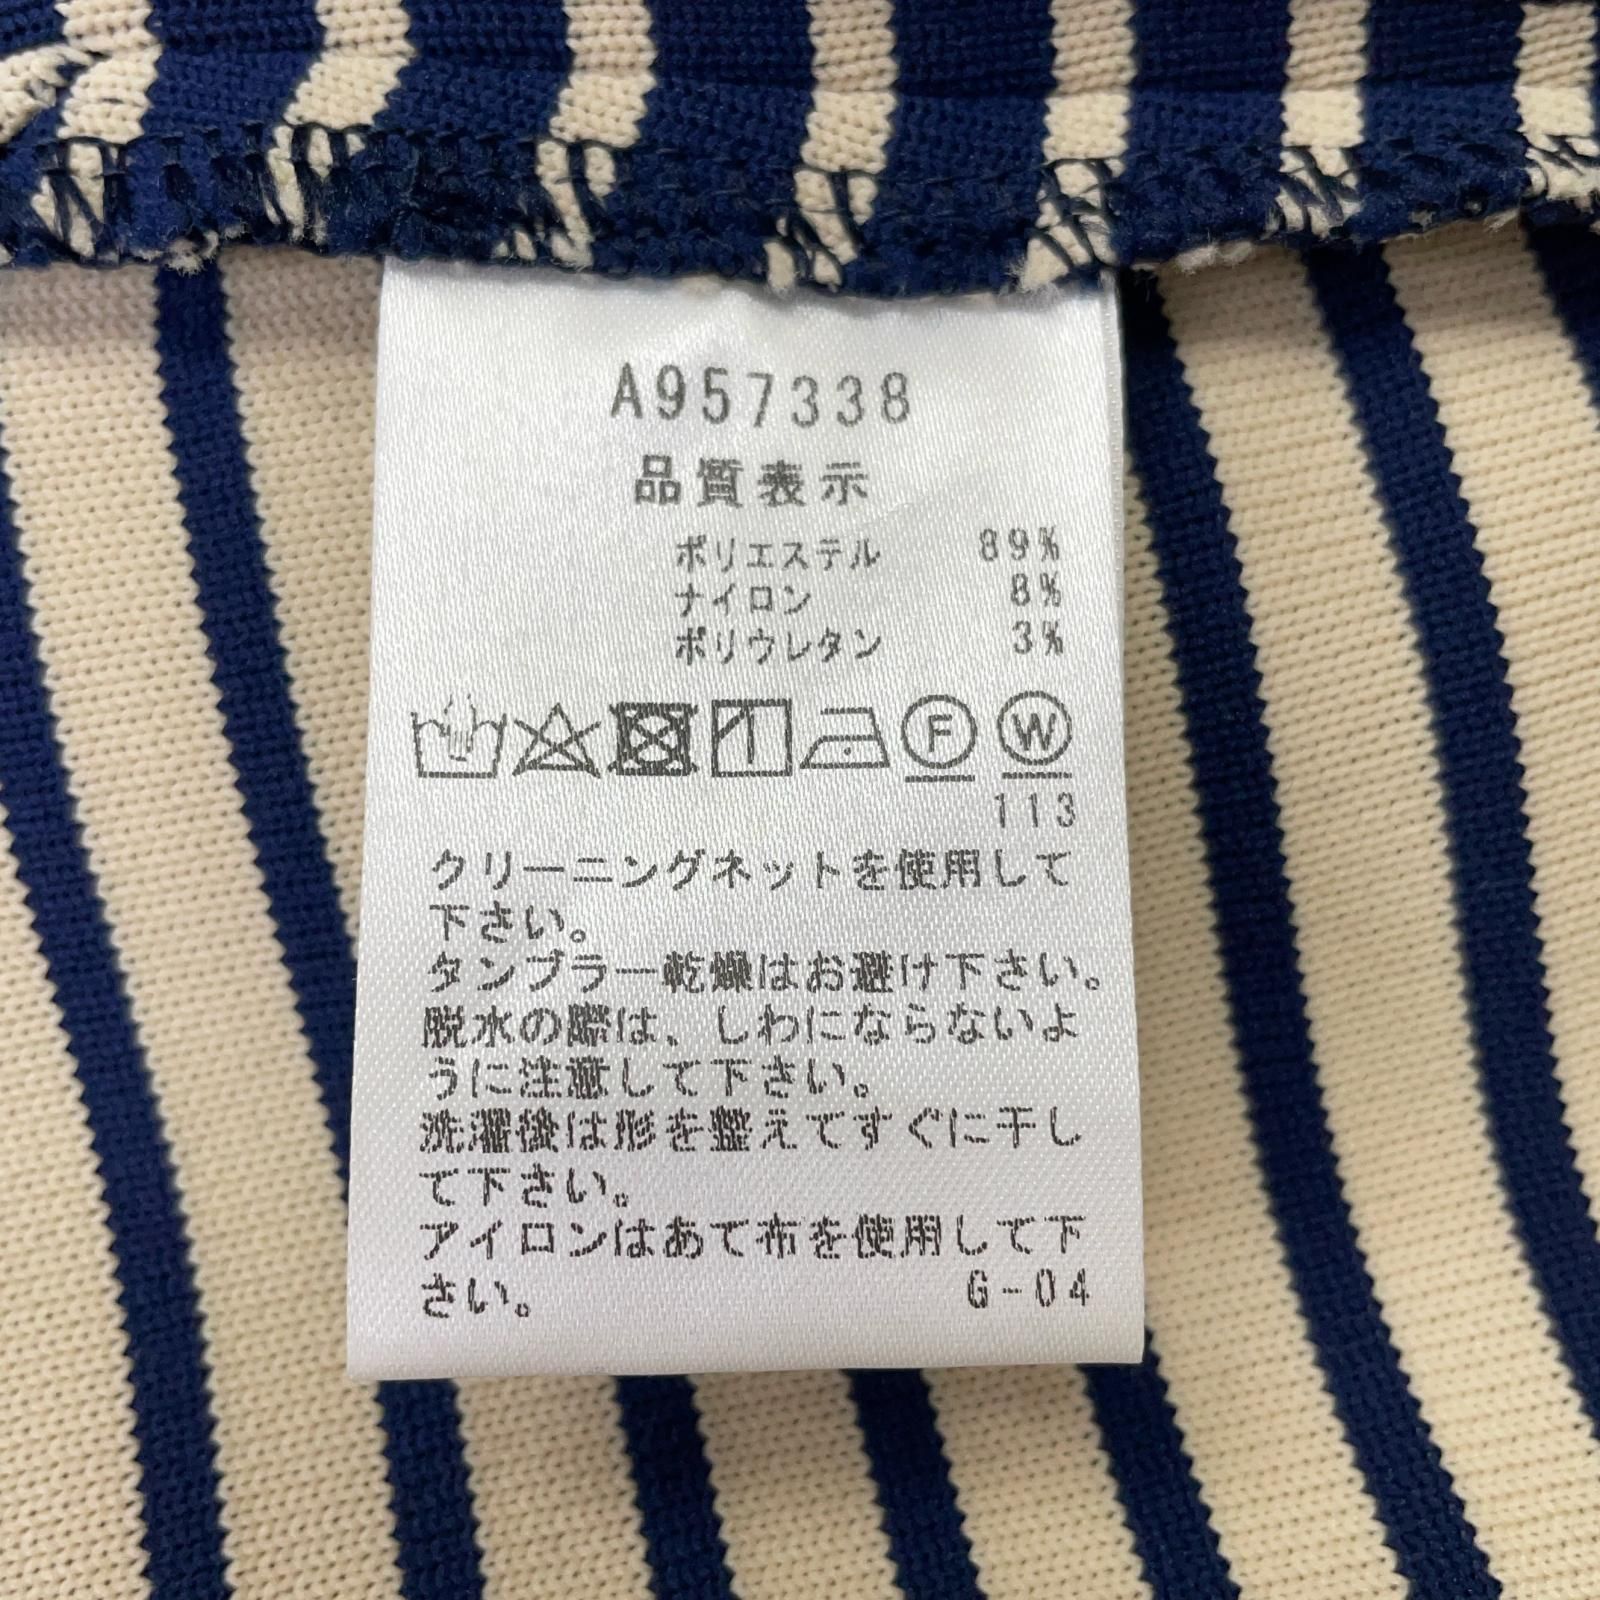 A957338
品質表示
ポリエステル 89%
ナイロン 8%
ポリウレタン 3%
F W
113
クリーニングネットを使用して
下さい。
タンブラー乾燥はお避け下さい。
脱水の際は、しわにならないよ
うに注意して下さい。
洗濯後は形を整えてすぐに干し
て下さい。
アイロンはあて布を使用して下
さい。 G-04